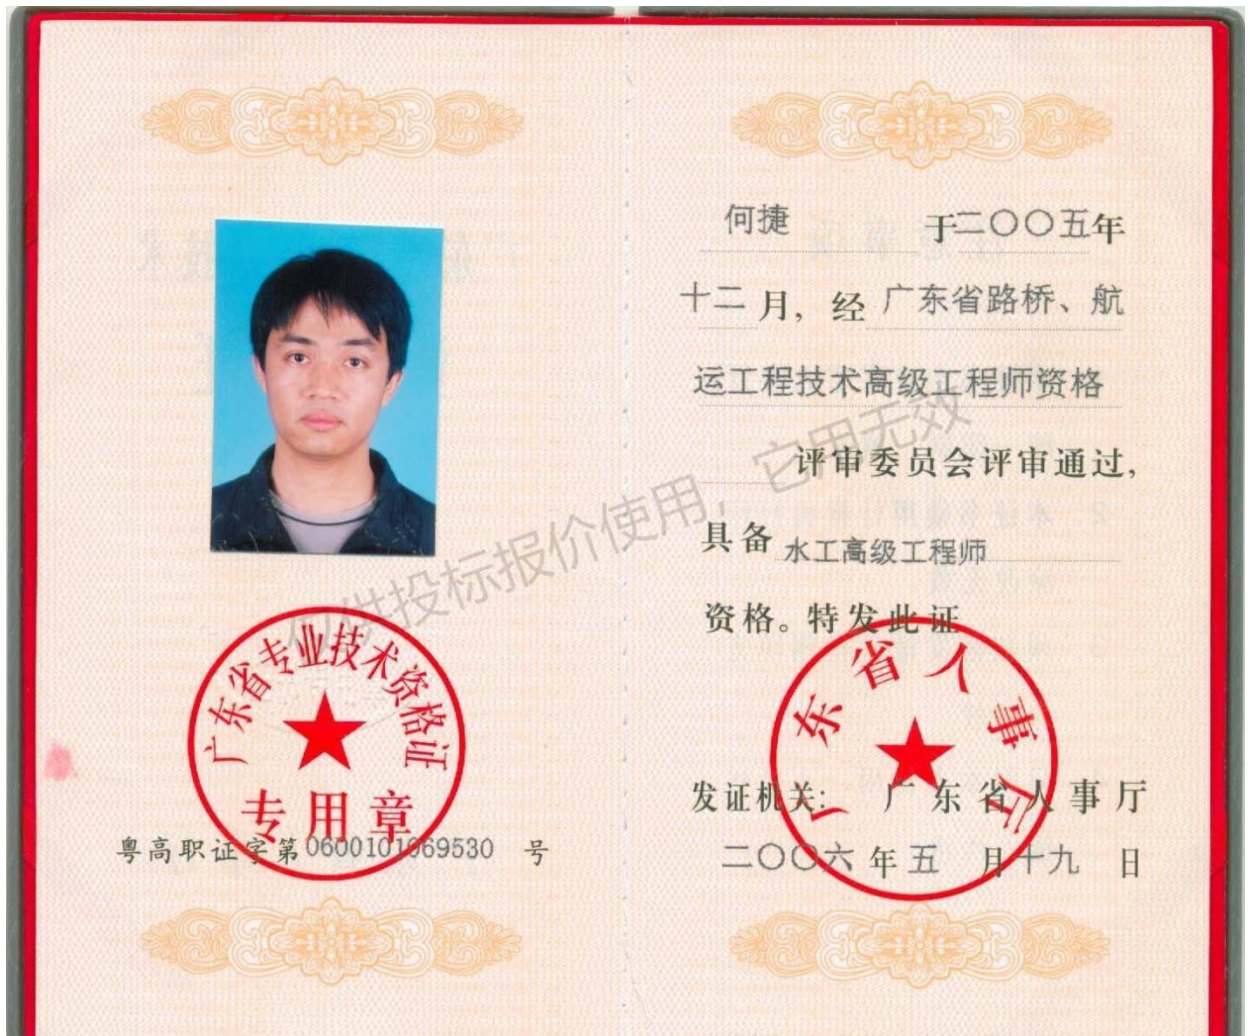 广东省专业技术资格证
专用章
粤高职证字第0600101069530 号
何捷 于二〇〇五年
十二月，经 广东省路桥、航
运工程技术高级工程师资格
评审委员会评审通过，
具备 水工高级工程师
资格。特发此证
广东省人事厅
发证机关： 广东省人事厅
二〇〇六年五 月十九 日
仅供投标报价使用，它用无效